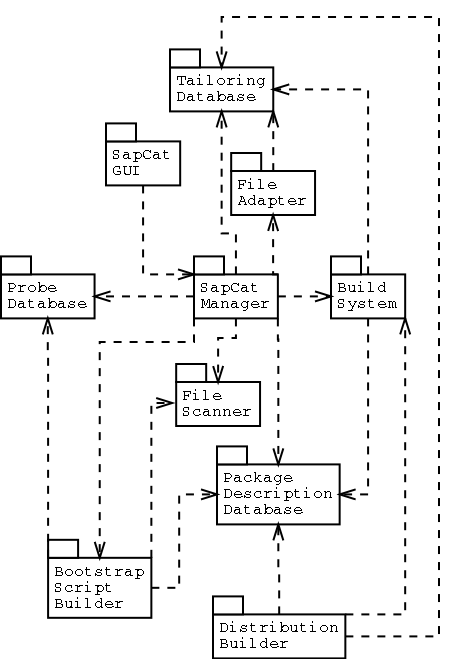 Tailoring
Database
SapCat
GUI
File
Adapter
Probe
Database
SapCat
Manager
Build
System
File
Scanner
Package
Description
Database
Bootstrap
Script
Builder
Distribution
Builder